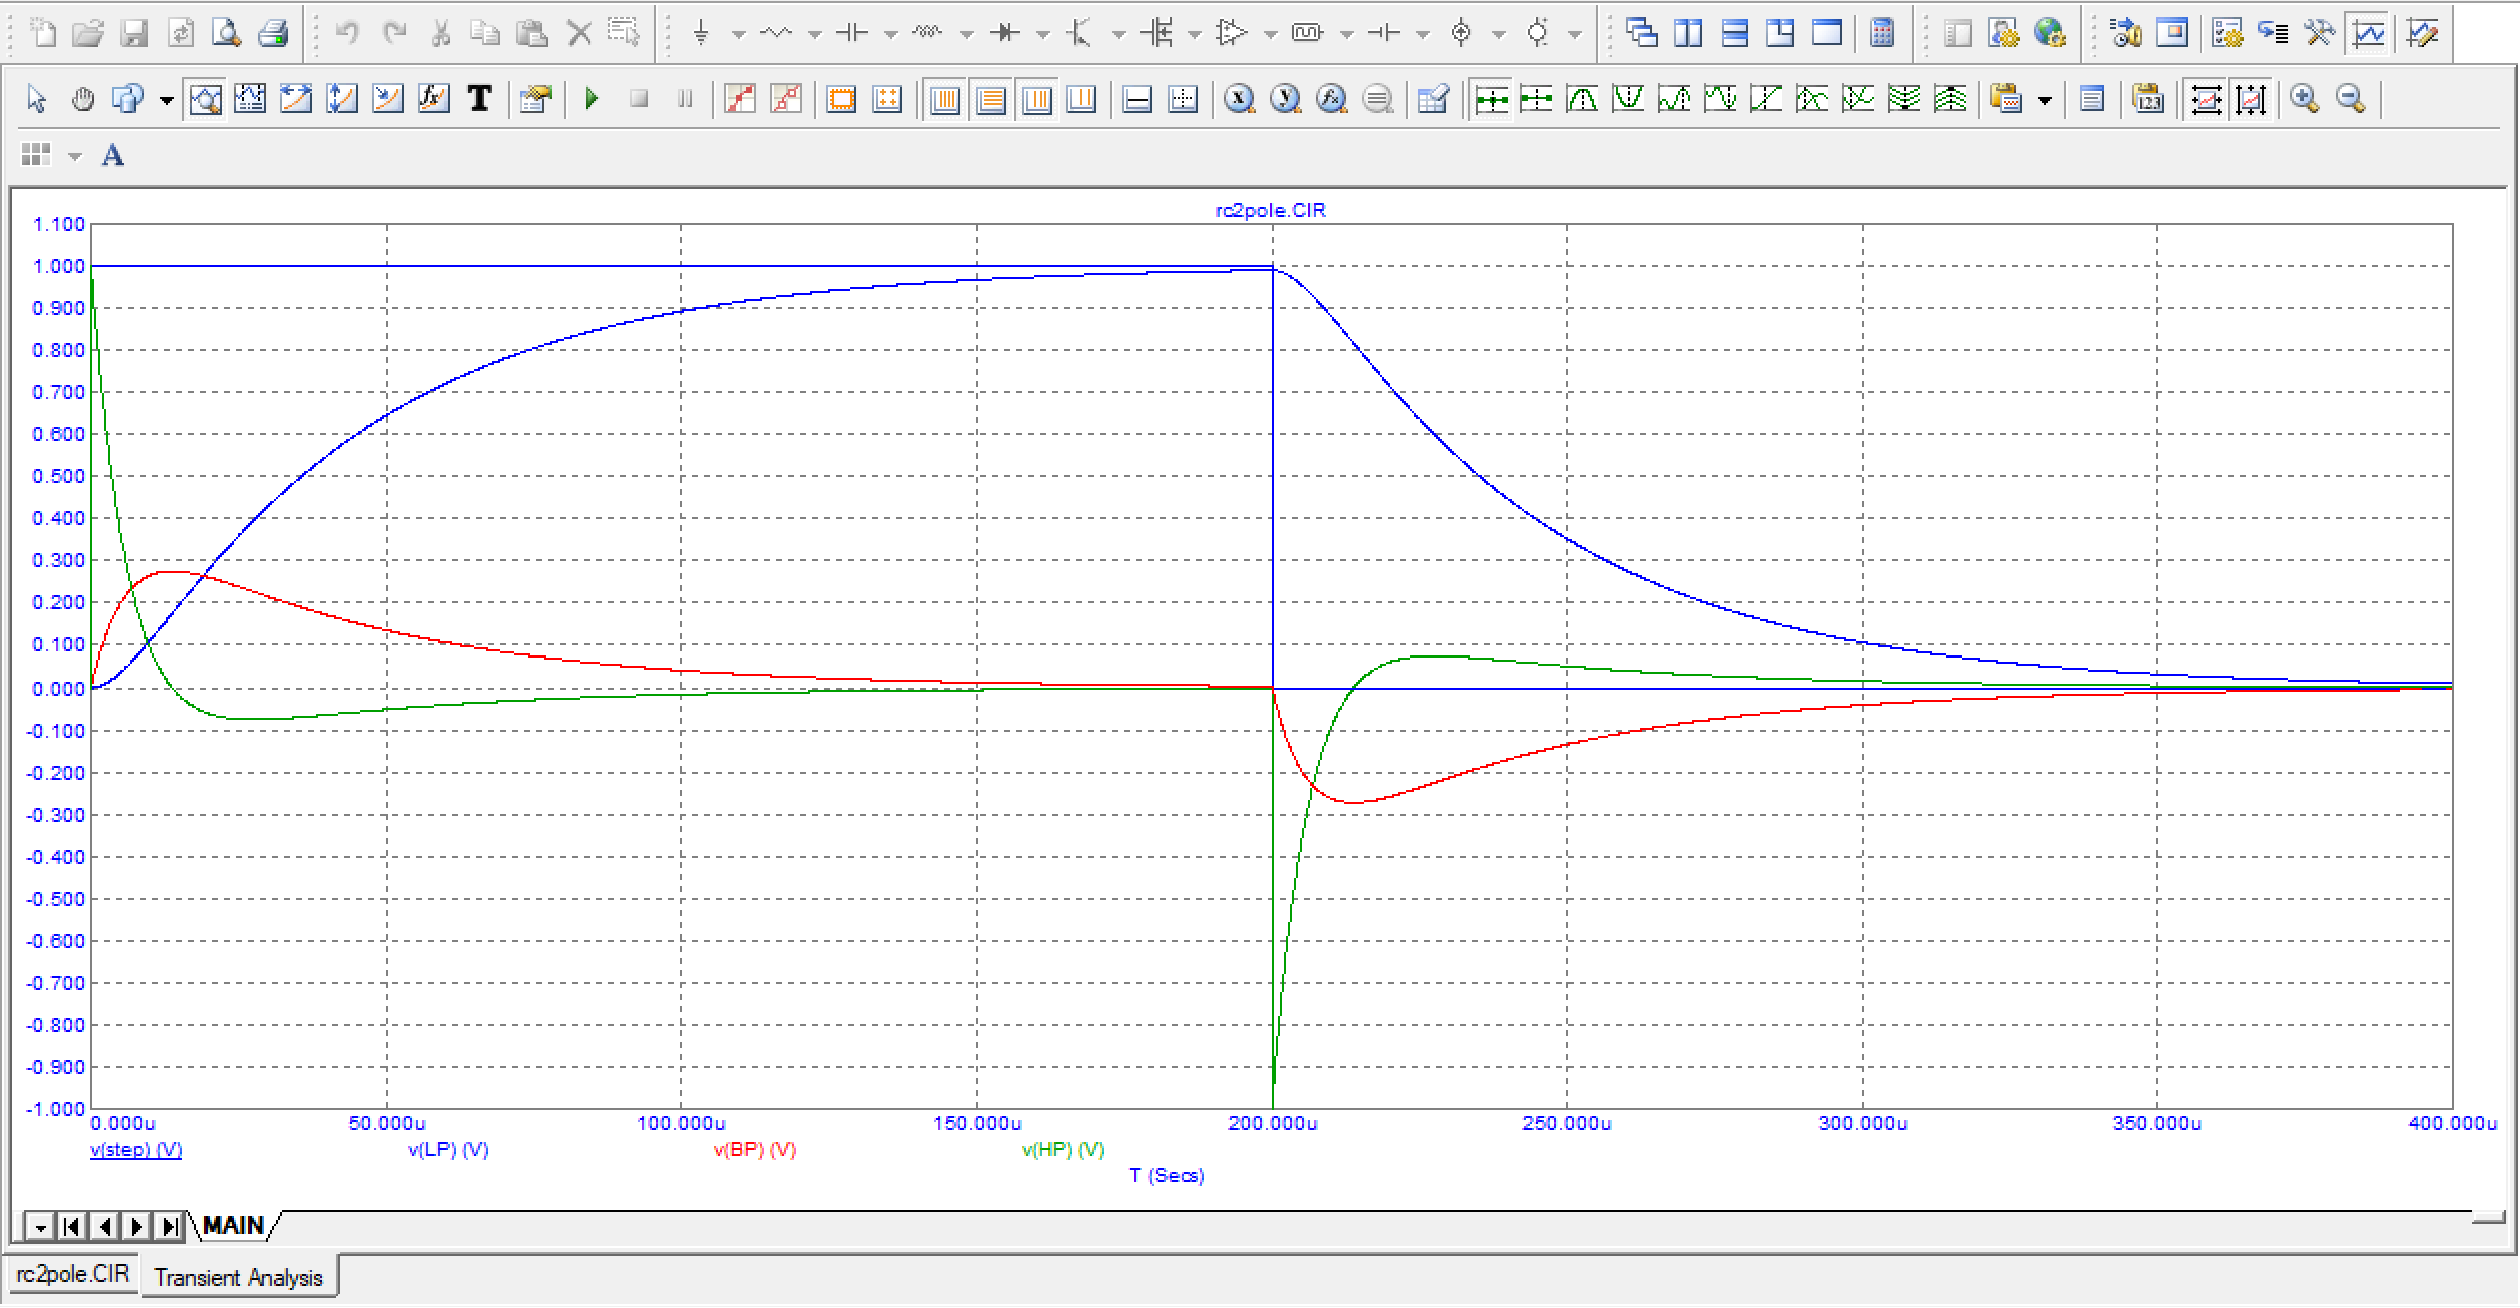 T
x y fx
123
A
rc2pole.CIR
1.100
1.000
0.900
0.800
0.700
0.600
0.500
0.400
0.300
0.200
0.100
0.000
-0.100
-0.200
-0.300
-0.400
-0.500
-0.600
-0.700
-0.800
-0.900
-1.000
0.000u 50.000u 100.000u 150.000u 200.000u 250.000u 300.000u 350.000u 400.000u
v(step) (V) v(LP) (V) v(BP) (V) v(HP) (V)
T (Secs)
MAIN
rc2pole.CIR Transient Analysis